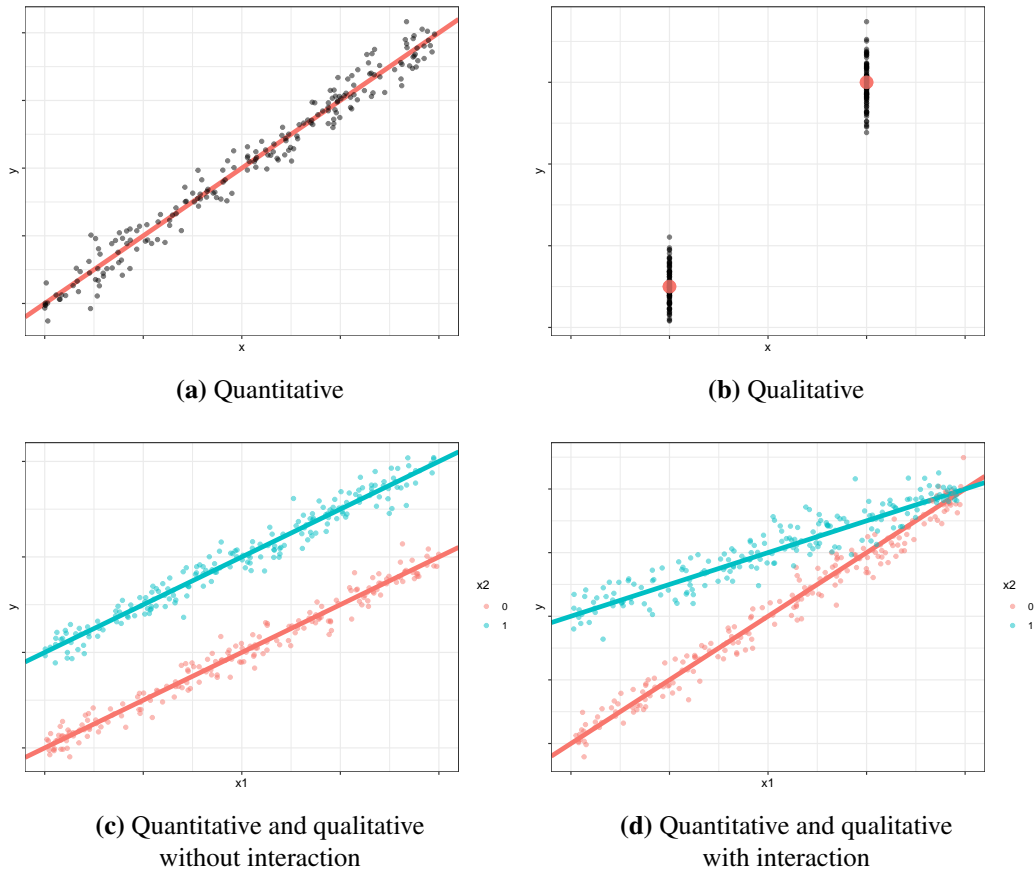 y
x
(a) Quantitative
y
x
(b) Qualitative
y
x1
x2
0
1
(c) Quantitative and qualitative
without interaction
y
x1
x2
0
1
(d) Quantitative and qualitative
with interaction